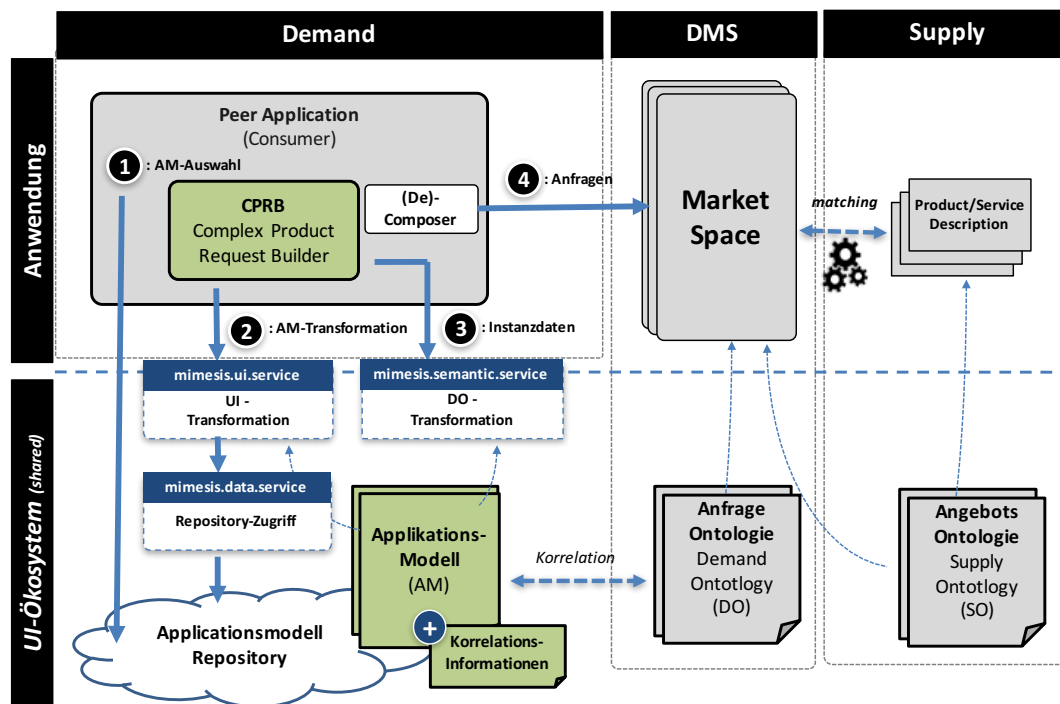 Demand
DMS
Supply
Anwendung
Peer Application
(Consumer)
1 : AM-Auswahl
CPRB
Complex Product
Request Builder
(De)-
Composer
4 : Anfragen
Market
Space
matching
Product/Service
Description
2 : AM-Transformation
3 : Instanzdaten
UI-Ökosystem (shared)
mimesis.ui.service
UI -
Transformation
mimesis.semantic.service
DO -
Transformation
mimesis.data.service
Repository-Zugriff
Applikations-
Modell
(AM)
+
Korrelations-
Informationen
Korrelation
Anfrage
Ontologie
Demand
Ontotlogy
(DO)
Angebots
Ontologie
Supply
Ontotlogy
(SO)
Applicationsmodell
Repository